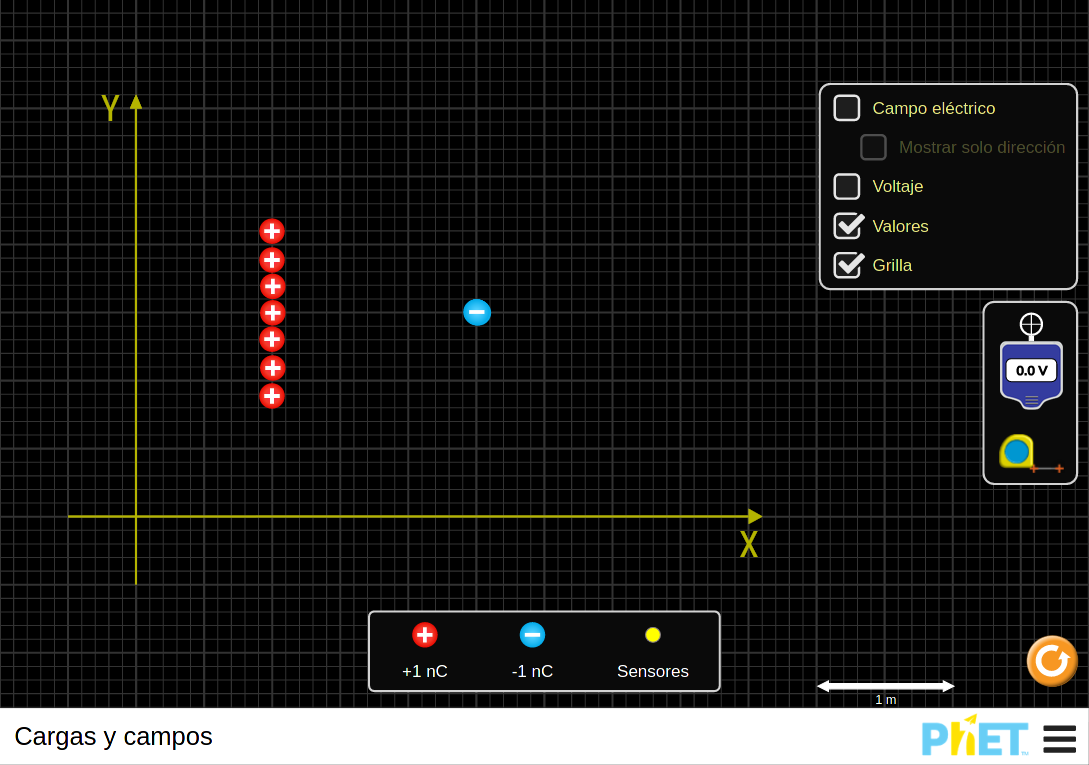 Y
Campo eléctrico
Mostrar solo dirección
Voltaje
Valores
Grilla
0.0 V
X
+1 nC
-1 nC
Sensores
1 m
Cargas y campos
PhET